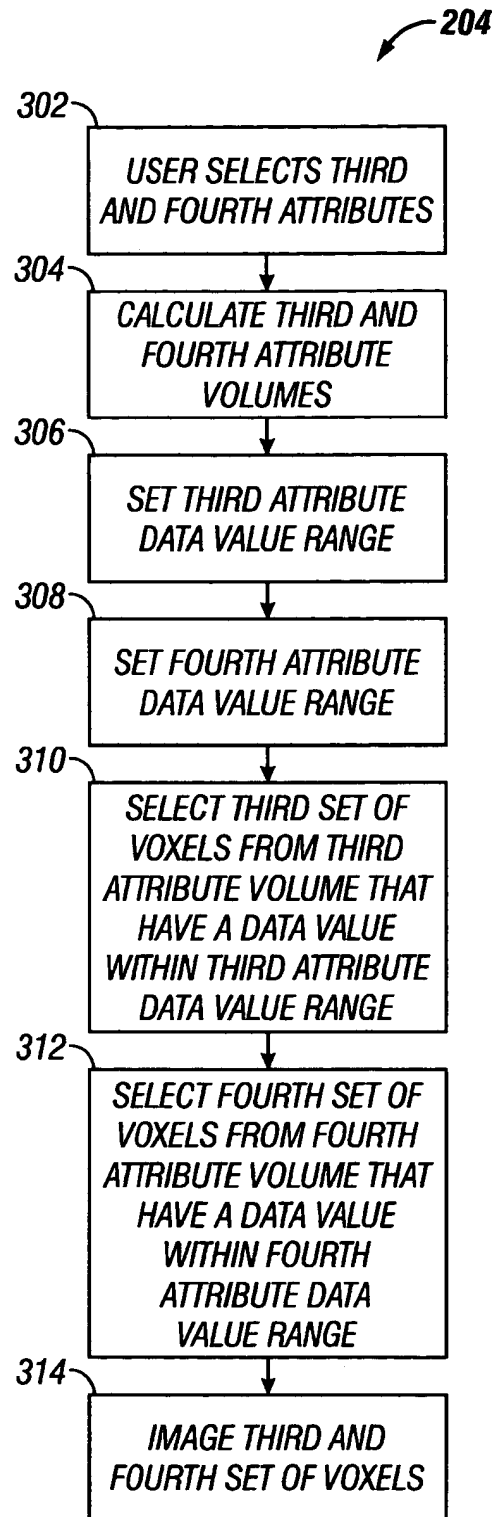 204
302
USER SELECTS THIRD
AND FOURTH ATTRIBUTES
304
CALCULATE THIRD AND
FOURTH ATTRIBUTE
VOLUMES
306
SET THIRD ATTRIBUTE
DATA VALUE RANGE
308
SET FOURTH ATTRIBUTE
DATA VALUE RANGE
310
SELECT THIRD SET OF
VOXELS FROM THIRD
ATTRIBUTE VOLUME THAT
HAVE A DATA VALUE
WITHIN THIRD ATTRIBUTE
DATA VALUE RANGE
312
SELECT FOURTH SET OF
VOXELS FROM FOURTH
ATTRIBUTE VOLUME THAT
HAVE A DATA VALUE
WITHIN FOURTH
ATTRIBUTE DATA
VALUE RANGE
314
IMAGE THIRD AND
FOURTH SET OF VOXELS